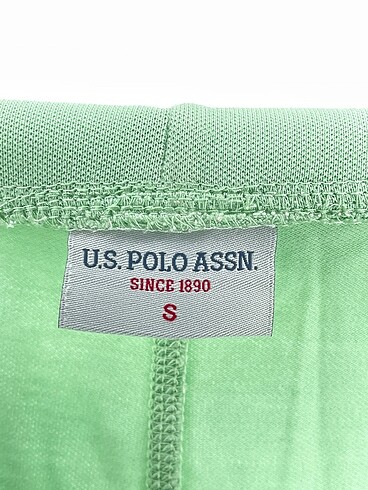 U.S. POLO ASSN.
SINCE 1890
S